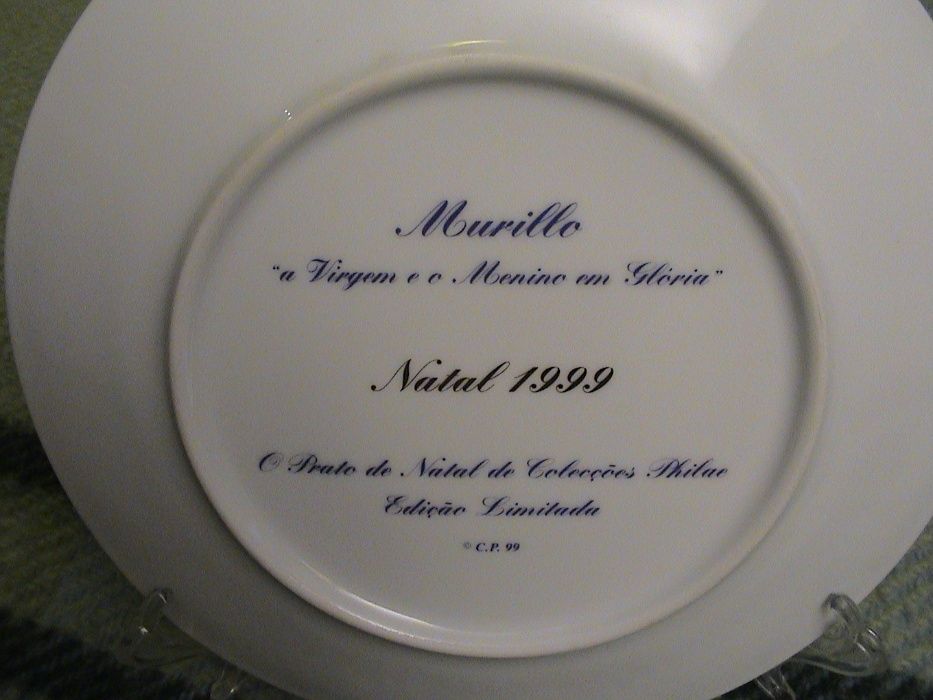 Murillo
"a Virgem e o Menino em Glória"
Natal 1999
O Prato de Natal de Colecções Philae
Edição Limitada
© C.P. 99